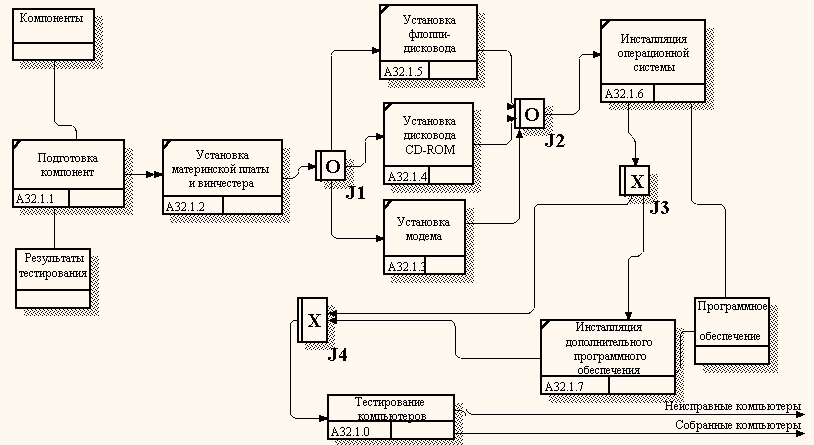 Компоненты
Подготовка
компонент
А32.1.1
Результаты
тестирования
Установка
материнской платы
и винчестера
А32.1.2
O
J1
Установка
флоппи-
дисковода
А32.1.5
Установка
дисковода
CD-ROM
А32.1.4
Установка
модема
А32.1.3
O
J2
Инсталляция
операционной
системы
А32.1.6
X
J3
X
J4
Инсталляция
дополнительного
программного
обеспечения
А32.1.7
Программное
обеспечение
Тестирование
компьютеров
А32.1.0
Неисправные компьютеры
Собранные компьютеры